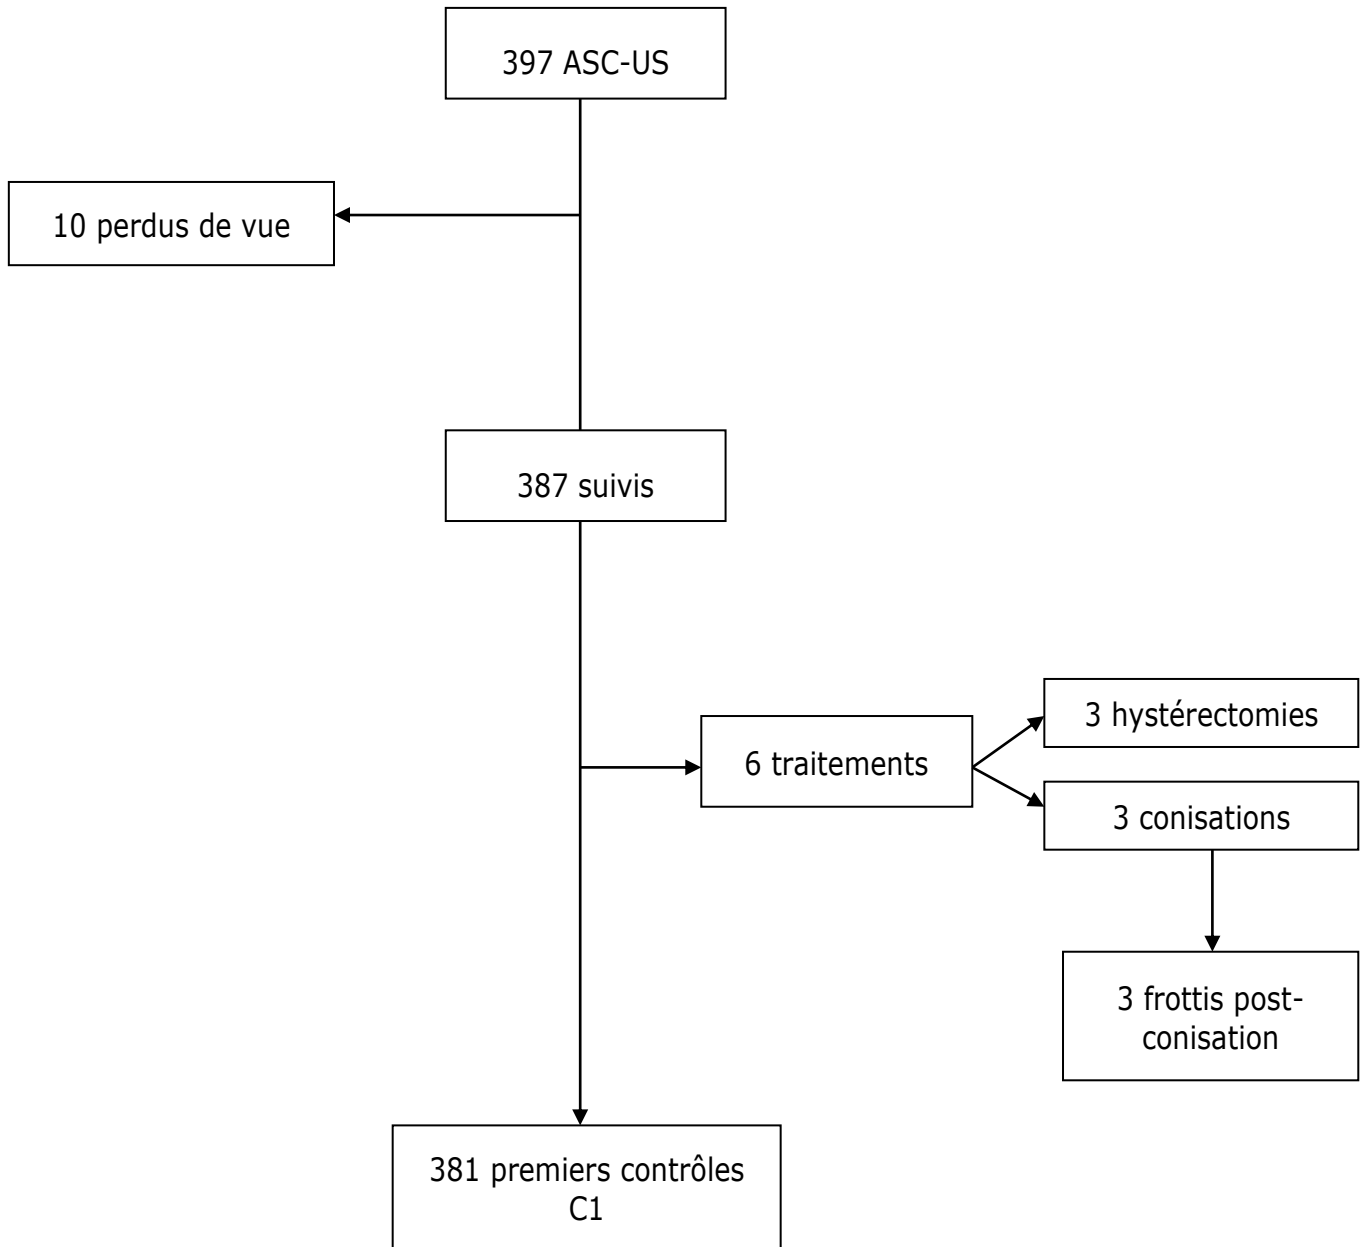 397 ASC-US
10 perdus de vue
387 suivis
3 hystérectomies
6 traitements
3 conisations
3 frottis post-
conisation
381 premiers contrôles
C1